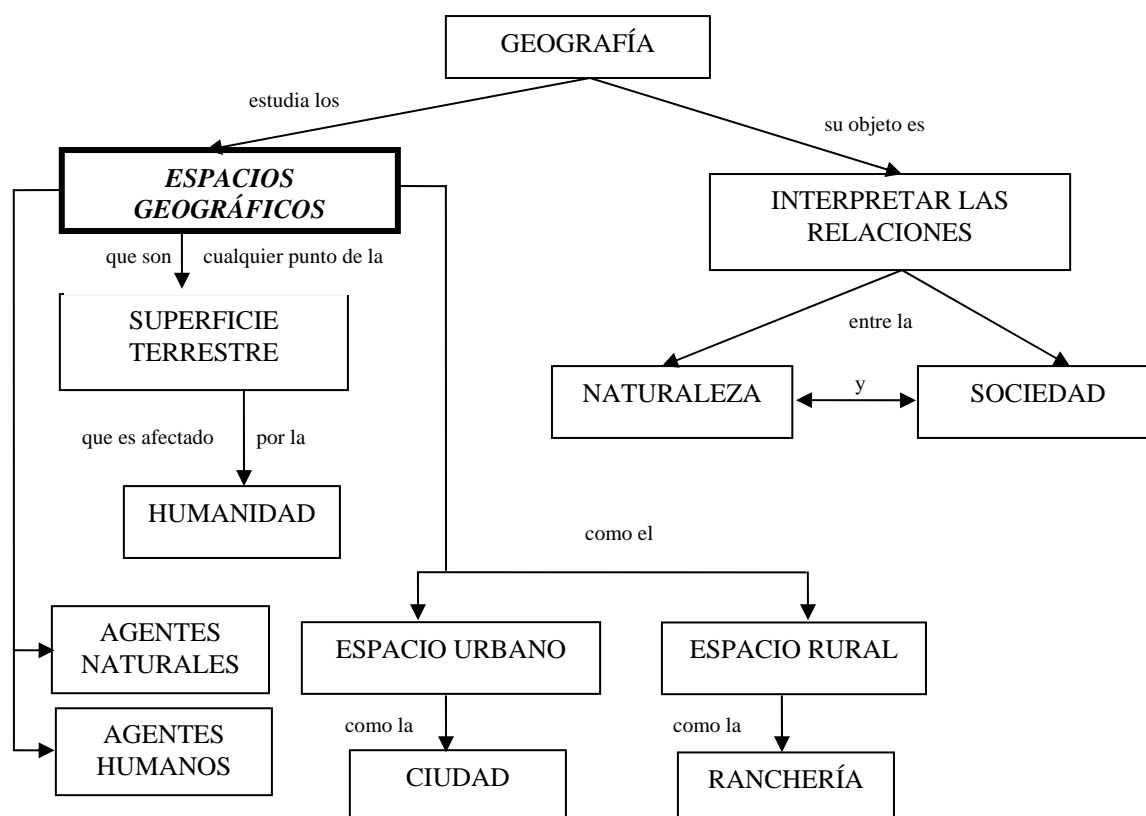 GEOGRAFÍA
estudia los
su objeto es
ESPACIOS
GEOGRÁFICOS
INTERPRETAR LAS
RELACIONES
que son
cualquier punto de la
SUPERFICIE
TERRESTRE
entre la
NATURALEZA
y
SOCIEDAD
que es afectado
por la
HUMANIDAD
como el
AGENTES
NATURALES
ESPACIO URBANO
ESPACIO RURAL
AGENTES
HUMANOS
como la
CIUDAD
como la
RANCHERÍA